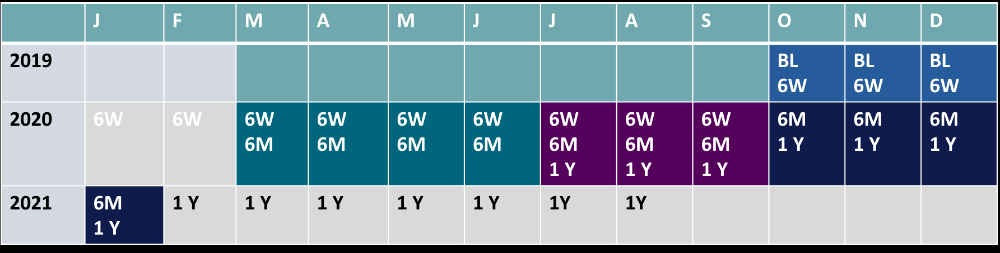 J F M A M J J A S O N D
2019 BL BL BL
6W 6W 6W
2020 6W 6W 6W 6W 6W 6W 6W 6W 6W 6M 6M 6M
6M 6M 6M 6M 6M 6M 6M 1 Y 1 Y 1 Y
1 Y 1 Y 1 Y
2021 6M 1 Y 1 Y 1 Y 1 Y 1 Y 1Y 1Y
1 Y